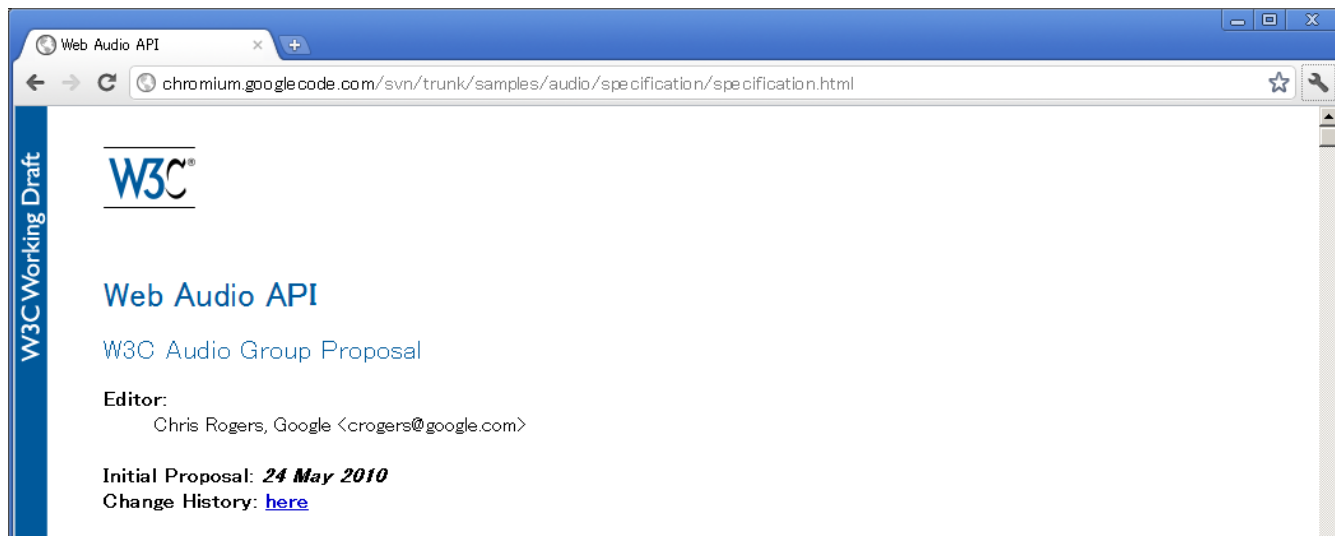 Web Audio API
chromium.googlecode.com/svn/trunk/samples/audio/specification/specification.html
W3C Working Draft
W3C®
Web Audio API
W3C Audio Group Proposal
Editor:
Chris Rogers, Google <crogers@google.com>
Initial Proposal: 24 May 2010
Change History: here